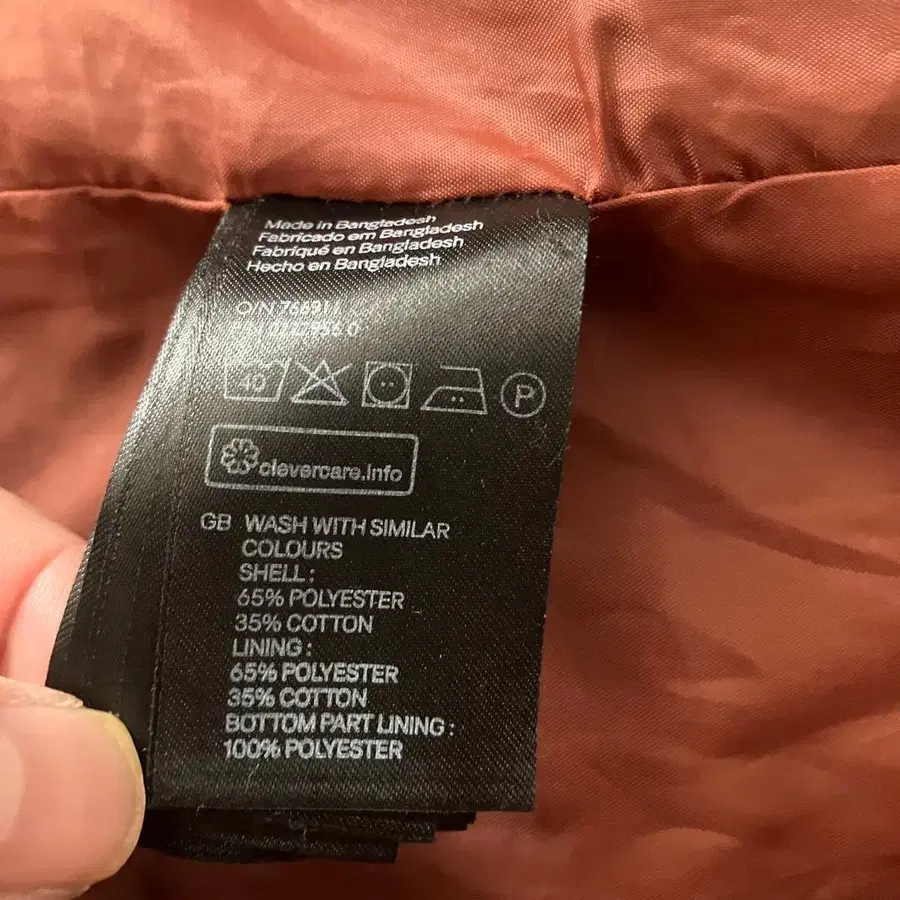 Made in Bangladesh
Fabricado em Bangladesh
Fabriqué en Bangladesh
Hecho en Bangladesh
O/N
40
P
clevercare.info
GB WASH WITH SIMILAR
COLOURS
SHELL :
65% POLYESTER
35% COTTON
LINING :
65% POLYESTER
35% COTTON
BOTTOM PART LINING :
100% POLYESTER